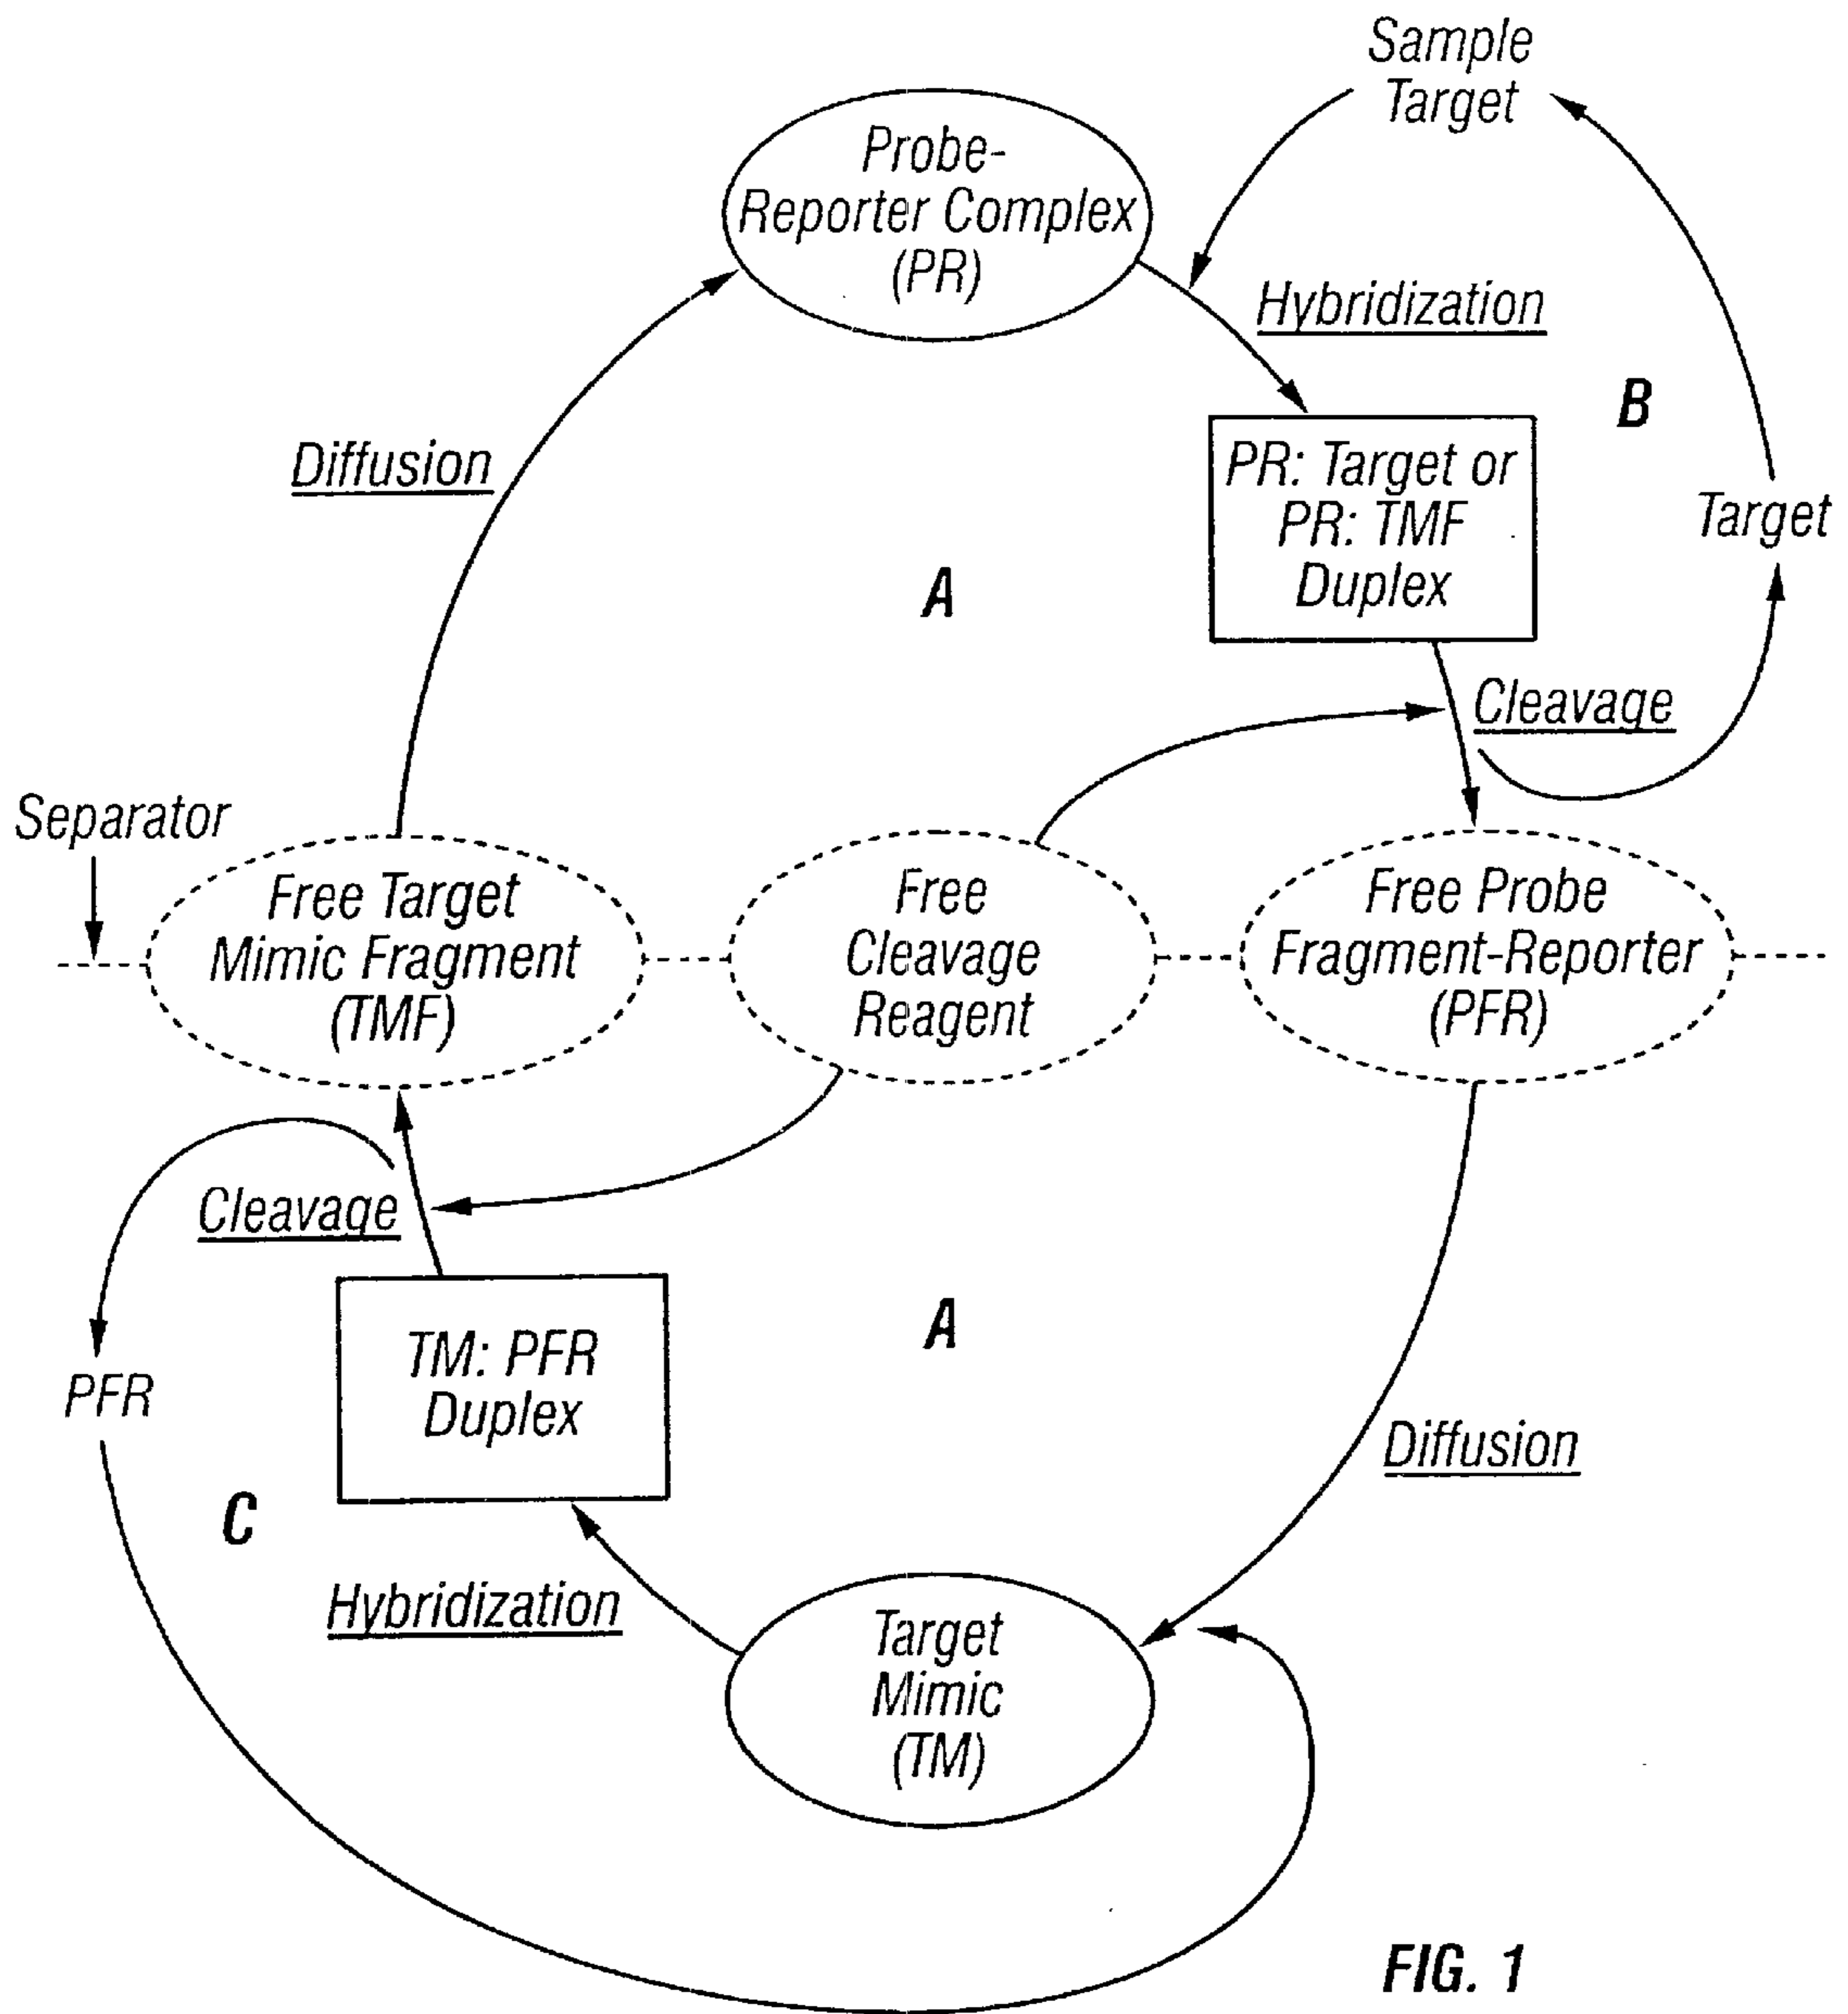 Sample
Target
Probe-
Reporter Complex
(PR)
Hybridization
B
PR: Target or
PR: TMF
Duplex
Target
Diffusion
A
Cleavage
Separator
Free Target
Mimic Fragment
(TMF)
Free
Cleavage
Reagent
Free Probe
Fragment-Reporter
(PFR)
Cleavage
TM: PFR
Duplex
A
PFR
Diffusion
C
Hybridization
Target
Mimic
(TM)
FIG. 1